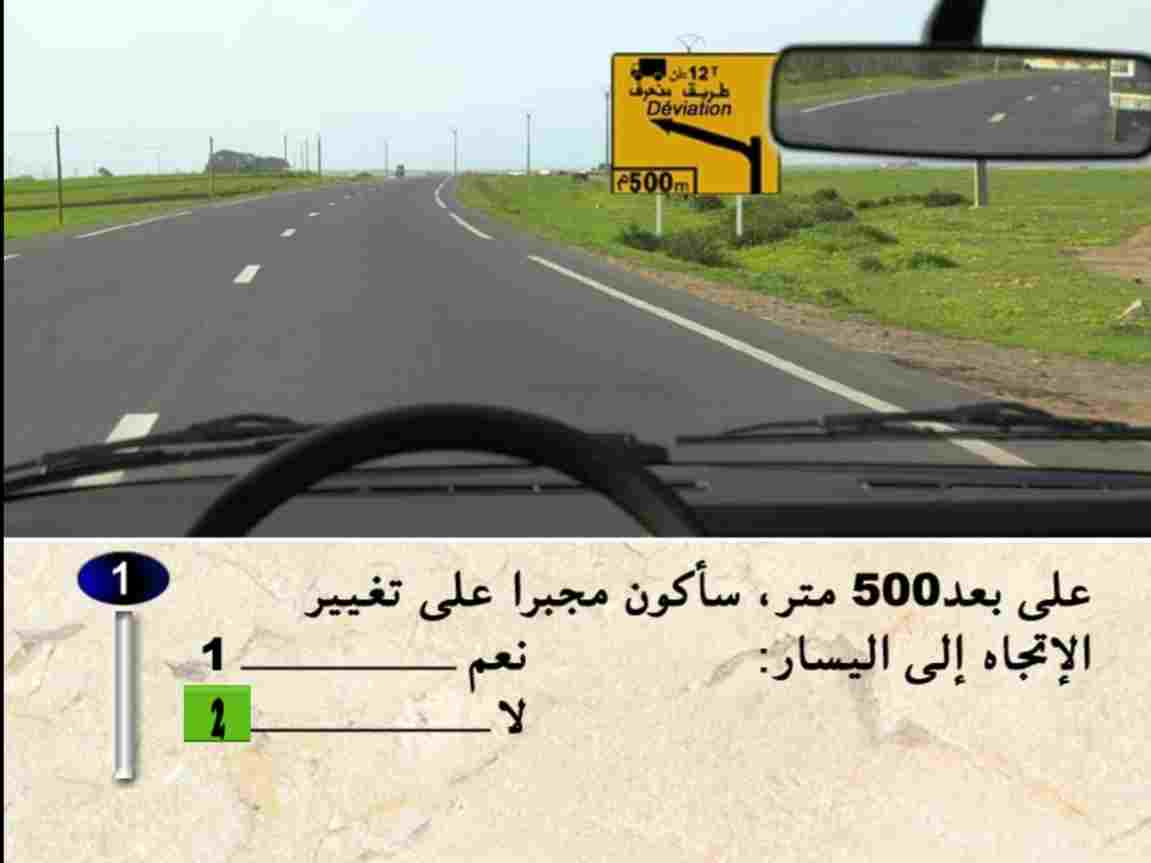 12T طن
طريق منحرف
Déviation
500m م
1
على بعد500 متر، سأكون مجبرا على تغيير
الإتجاه إلى اليسار:
نعم 1
لا 2